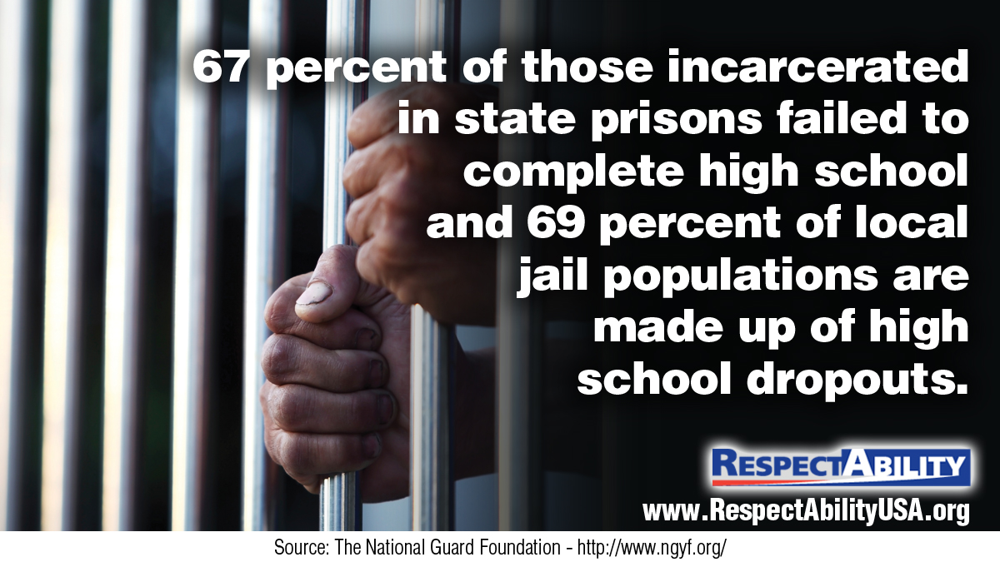 67 percent of those incarcerated
in state prisons failed to
complete high school
and 69 percent of local
jail populations are
made up of high
school dropouts.
RESPECTABILITY
www.RespectAbilityUSA.org
Source: The National Guard Foundation - http://www.ngyf.org/